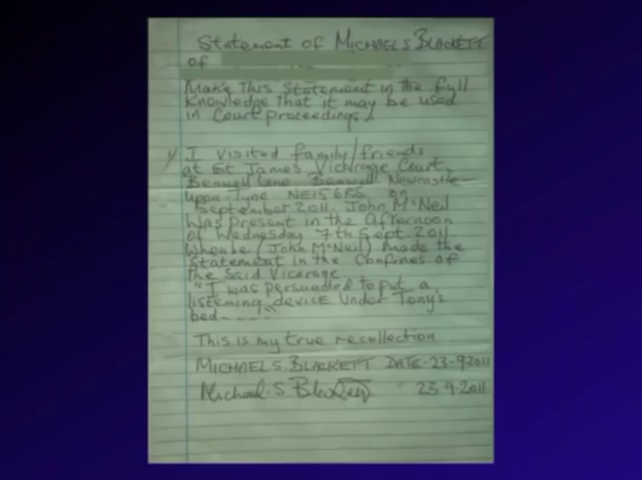 Statement of MICHAEL S BLACKETT
of
Make This Statement in the full
Knowledge that it may be used
in Court proceedings.
1/ I visited family/friends
at St James Vicarage Court,
Benwell Lane Benwell Newcastle
upon-Tyne NE15 6RS on
September 2011. John McNeil
Was present in the Afternoon
of Wednesday 7th Sept 2011
When he (John McNeil) made the
Statement in the Confines of
the Said Vicarage
"I was persuaded to put a
listening device Under Tony's
bed - - - -"
This is my true recollection
MICHAEL S. BLACKETT DATE-23-9 2011
Michael. S Blackett 23.9.2011